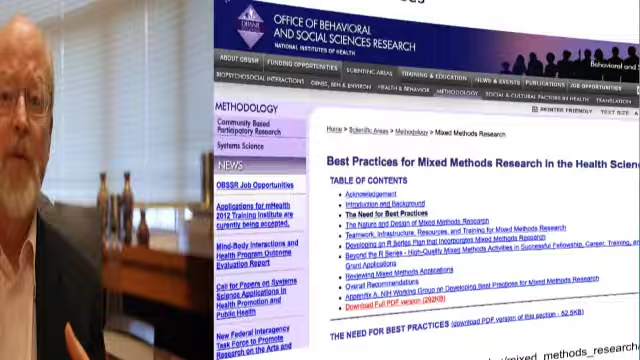 OBSSR
OFFICE OF BEHAVIORAL
AND SOCIAL SCIENCES RESEARCH
NATIONAL INSTITUTES OF HEALTH
Behavioral and
ABOUT OBSSR FUNDING OPPORTUNITIES SCIENTIFIC AREAS TRAINING & EDUCATION NEWS & EVENTS PUBLICATIONS JOB OPPORTUNITIES
BIOPSYCHOSOCIAL INTERACTIONS GENES, BEH & ENVIRON HEALTH & BEHAVIOR METHODOLOGY SOCIAL & CULTURAL FACTORS IN HEALTH TRANSLATION
PRINTER FRIENDLY TEXT SIZE
METHODOLOGY
Community Based
Participatory Research
Systems Science
NEWS
OBSSR Job Opportunities
Applications for mHealth
2012 Training Institute are
currently being accepted.
Mind-Body Interactions and
Health Program Outcome
Evaluation Report
Call for Papers on Systems
Science Applications in
Health Promotion and
Public Health
New Federal Interagency
Task Force to Promote
Research on the Arts and
Home > Scientific Areas > Methodology > Mixed Methods Research
Best Practices for Mixed Methods Research in the Health Scien
TABLE OF CONTENTS
Acknowledgement
Introduction and Background
The Need for Best Practices
The Nature and Design of Mixed Methods Research
Teamwork, Infrastructure, Resources, and Training for Mixed Methods Research
Developing an R Series Plan that Incorporates Mixed Methods Research
Beyond the R Series - High-Quality Mixed Methods Activities in Successful Fellowship, Career, Training, an
Grant Applications
Reviewing Mixed Methods Applications
Overall Recommendations
Appendix A. NIH Working Group on Developing Best Practices for Mixed Methods Research
Download Full PDF version (292KB)
THE NEED FOR BEST PRACTICES (download PDF version of this section - 52.5KB)
/mixed_methods_research/